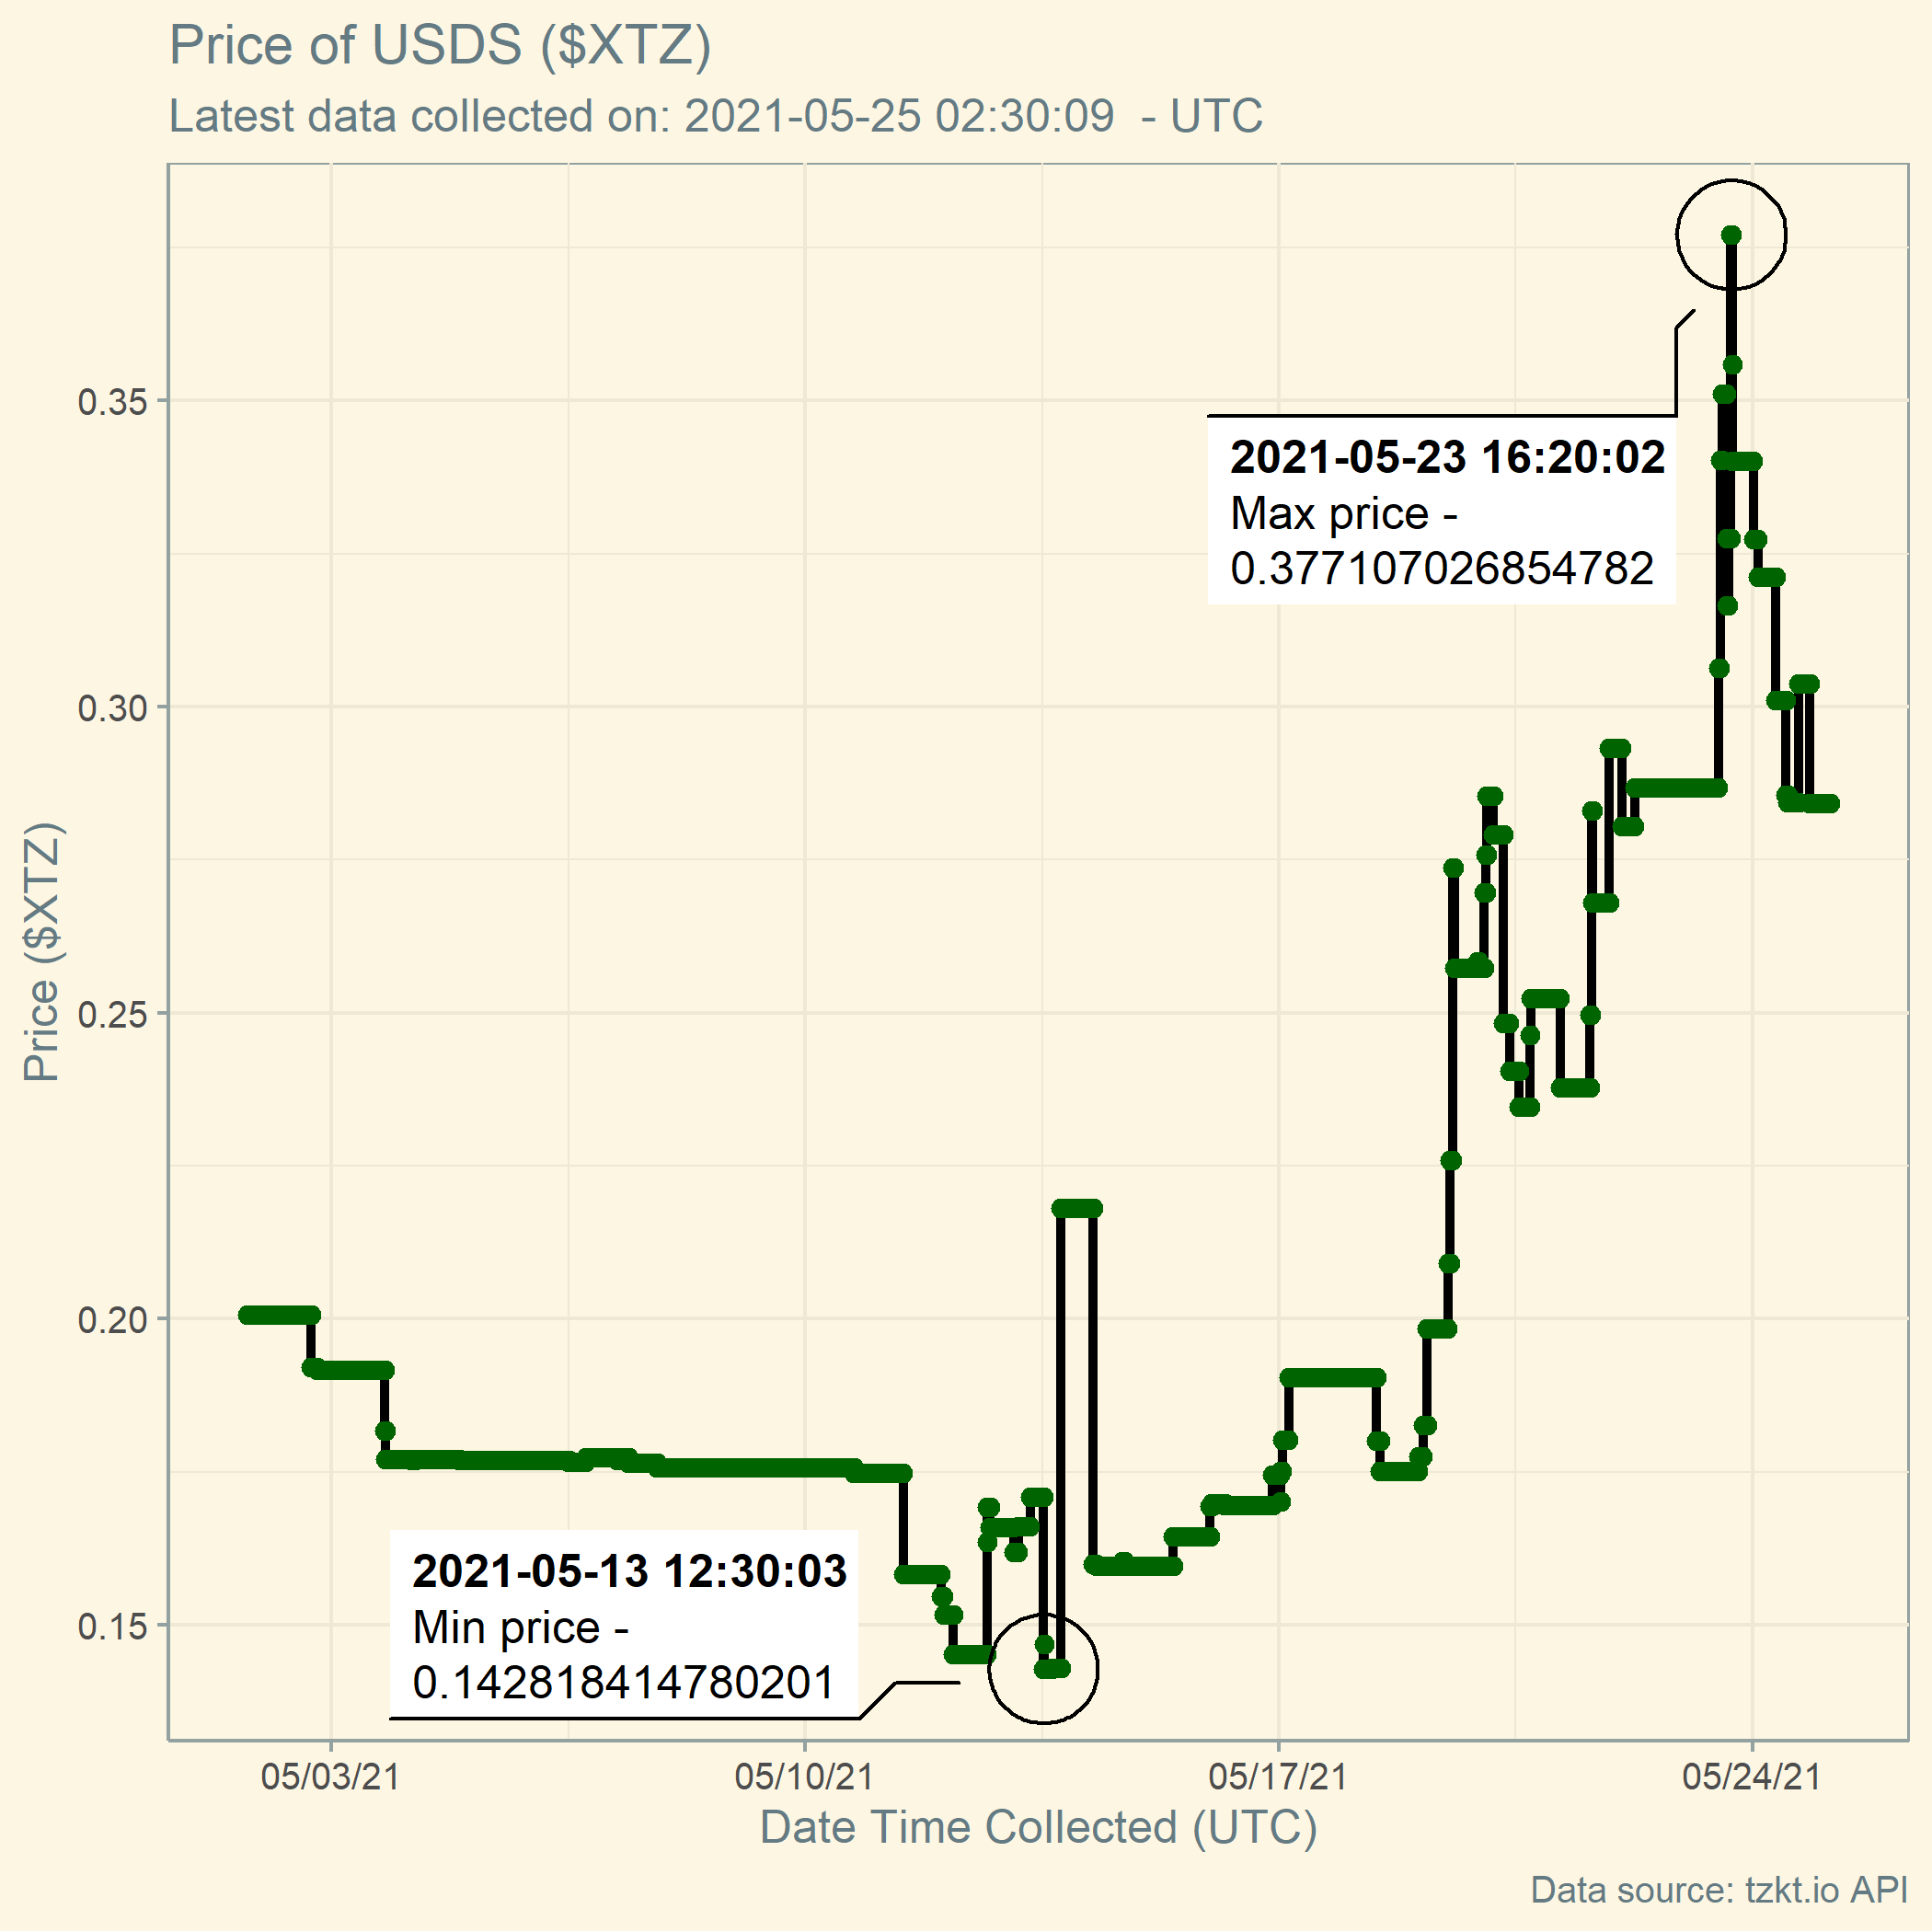 Price of USDS ($XTZ)
Latest data collected on: 2021-05-25 02:30:09  - UTC
2021-05-23 16:20:02
Max price -
0.377107026854782
0.35
0.30
0.25
0.20
0.15
Price ($XTZ)
2021-05-13 12:30:03
Min price -
0.142818414780201
05/03/21
05/10/21
05/17/21
05/24/21
Date Time Collected (UTC)
Data source: tzkt.io API